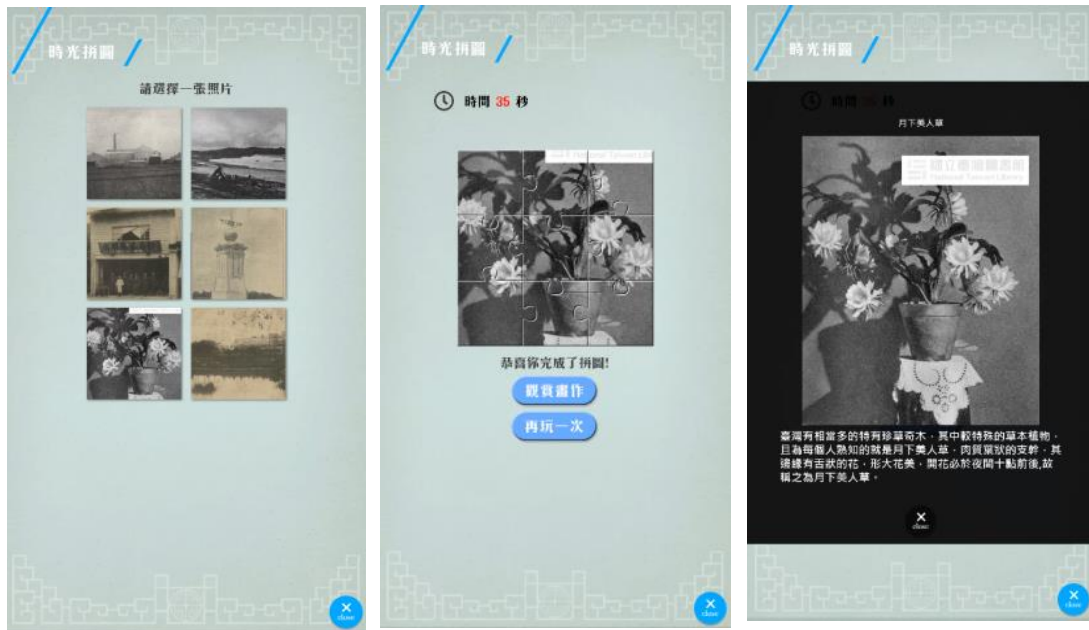 時光拼圖
請選擇一張照片
close
時光拼圖
時間 35 秒
National Taiwan Library
恭喜你完成了拼圖!
觀賞畫作
再玩一次
close
時光拼圖
時間 35 秒
月下美人草
國立臺灣圖書館
National Taiwan Library
臺灣有相當多的特有珍草奇木,其中較特殊的草本植物,
且為每個人熟知的就是月下美人草,肉質葉狀的支幹,其
邊緣有舌狀的花,形大花美,開花必於夜間十點前後,故
稱之為月下美人草。
close
close